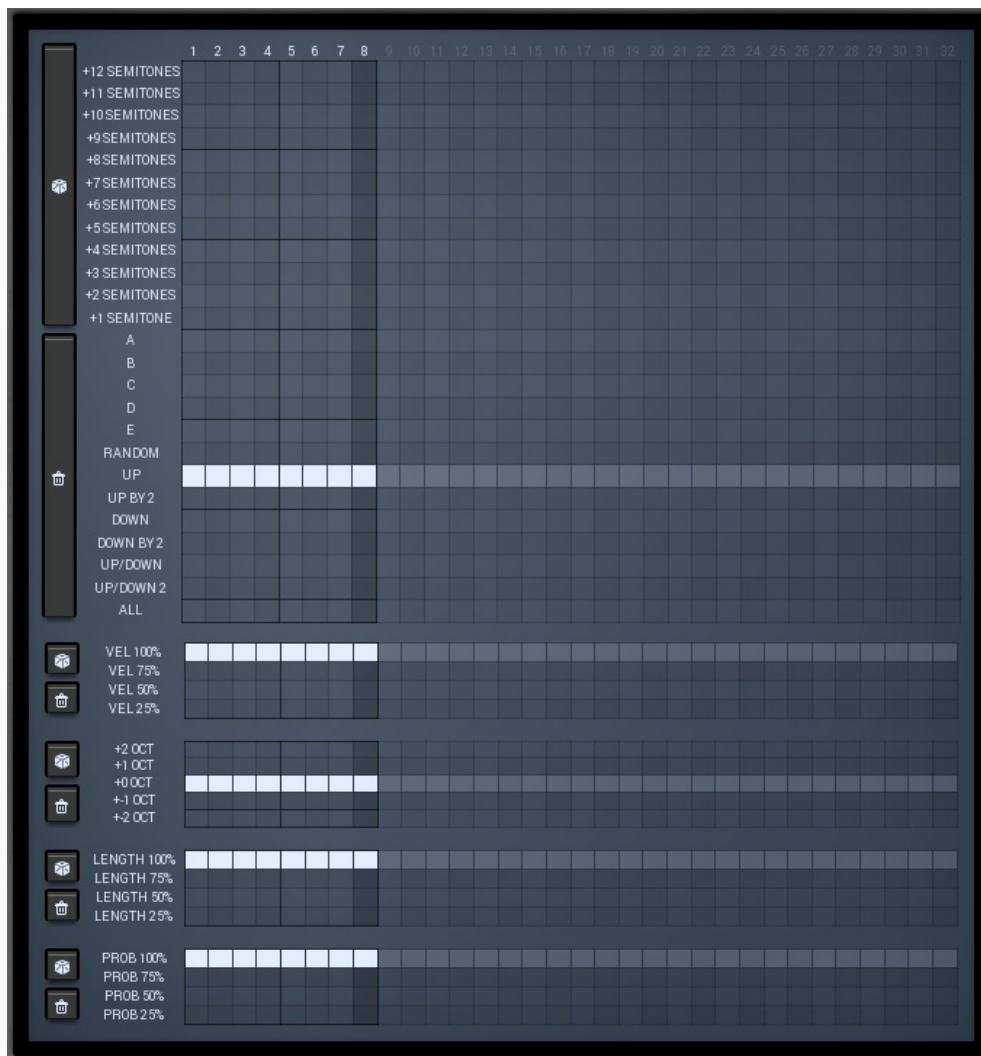 1 2 3 4 5 6 7 8 9 10 11 12 13 14 15 16 17 18 19 20 21 22 23 24 25 26 27 28 29 30 31 32
+12 SEMITONES
+11 SEMITONES
+10 SEMITONES
+9 SEMITONES
+8 SEMITONES
+7 SEMITONES
+6 SEMITONES
+5 SEMITONES
+4 SEMITONES
+3 SEMITONES
+2 SEMITONES
+1 SEMITONE
A
B
C
D
E
RANDOM
UP
UP BY 2
DOWN
DOWN BY 2
UP/DOWN
UP/DOWN 2
ALL
VEL 100%
VEL 75%
VEL 50%
VEL 25%
+2 OCT
+1 OCT
+0 OCT
+-1 OCT
+-2 OCT
LENGTH 100%
LENGTH 75%
LENGTH 50%
LENGTH 25%
PROB 100%
PROB 75%
PROB 50%
PROB 25%